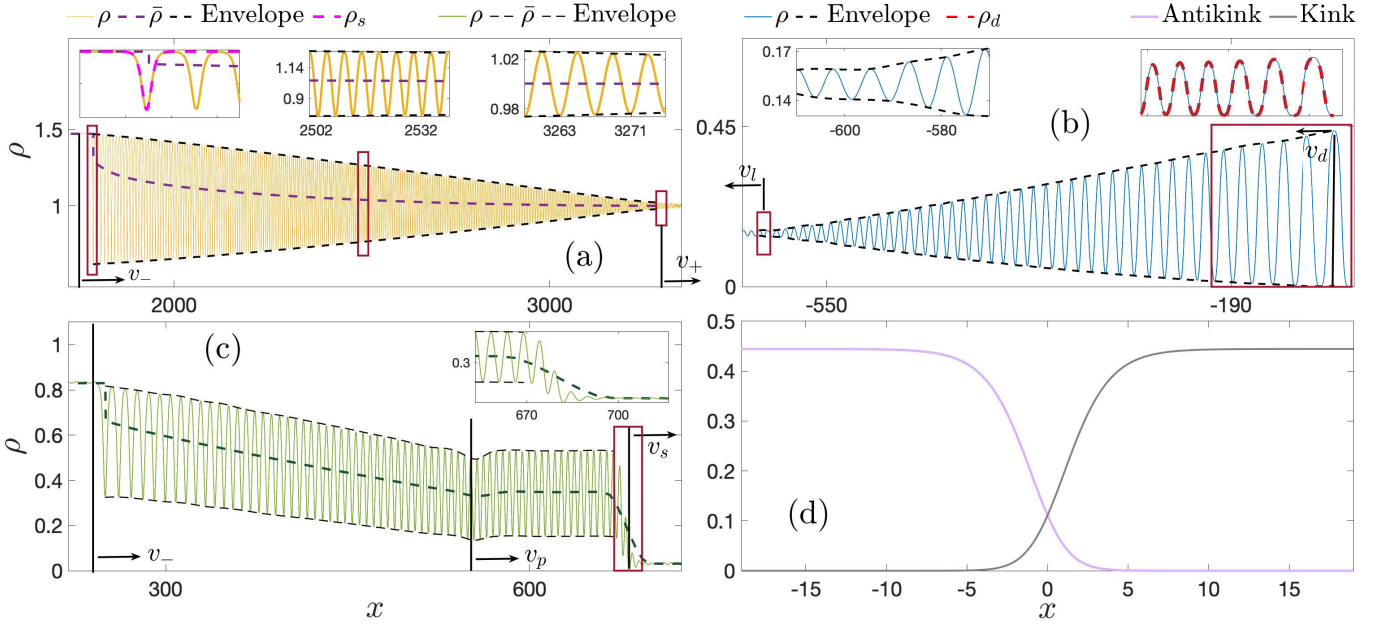 ρ ρ̄ Envelope ρ_s
ρ ρ̄ Envelope
ρ Envelope ρ_d
Antikink Kink
1.14
0.9
2502 2532
1.02
0.98
3263 3271
1.5
1
ρ
(a)
v_−
v_+
2000 3000
0.17
0.14
-600 -580
(b)
0.45
0
v_l
v_d
-550 -190
1
0.8
0.6
0.4
0.2
0
ρ
(c)
0.3
670 700
v_−
v_p
v_s
300 600
x
0.5
0.4
0.3
0.2
0.1
0
(d)
-15 -10 -5 0 5 10 15
x